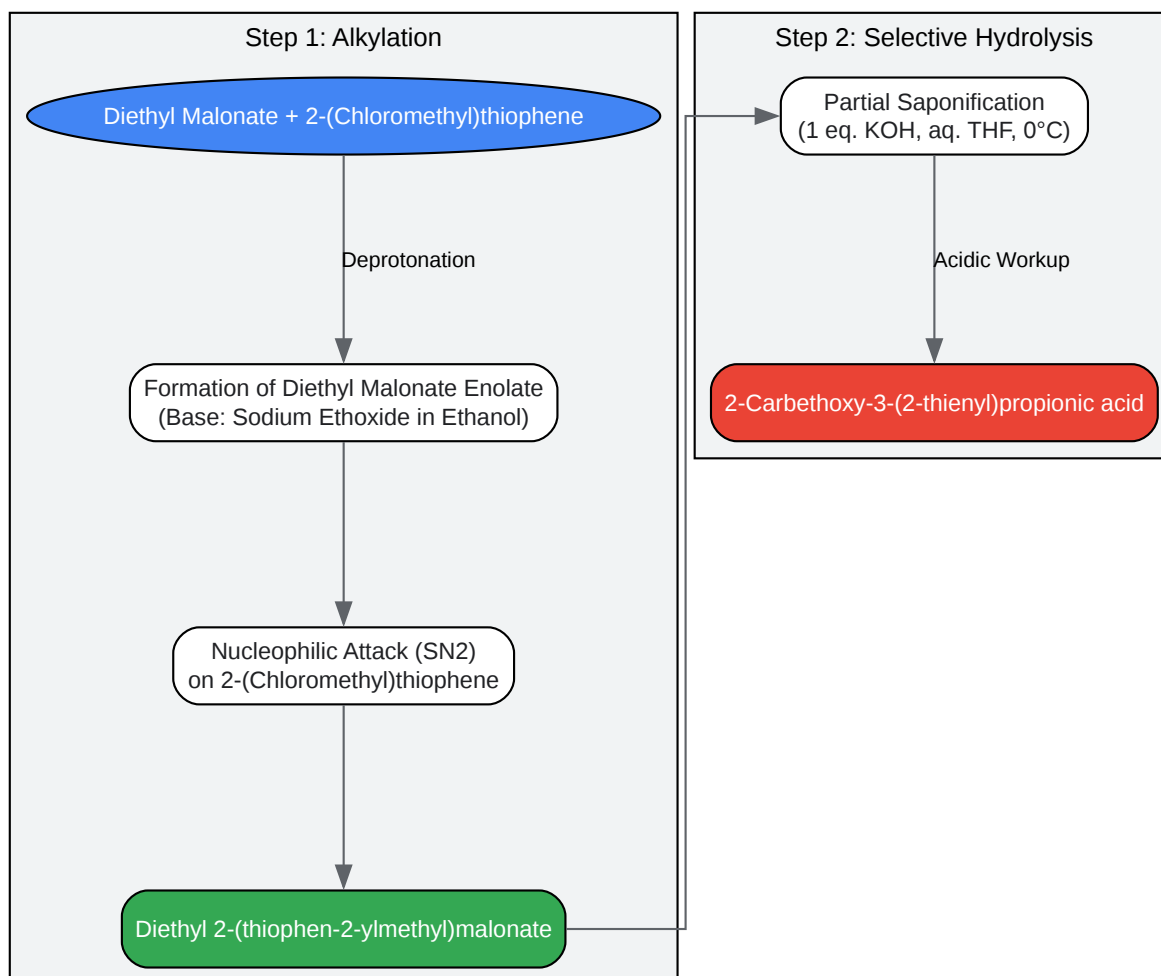 Step 1: Alkylation
Diethyl Malonate + 2-(Chloromethyl)thiophene
Deprotonation
Formation of Diethyl Malonate Enolate
(Base: Sodium Ethoxide in Ethanol)
Nucleophilic Attack (SN2)
on 2-(Chloromethyl)thiophene
Diethyl 2-(thiophen-2-ylmethyl)malonate
Step 2: Selective Hydrolysis
Partial Saponification
(1 eq. KOH, aq. THF, 0°C)
Acidic Workup
2-Carbethoxy-3-(2-thienyl)propionic acid